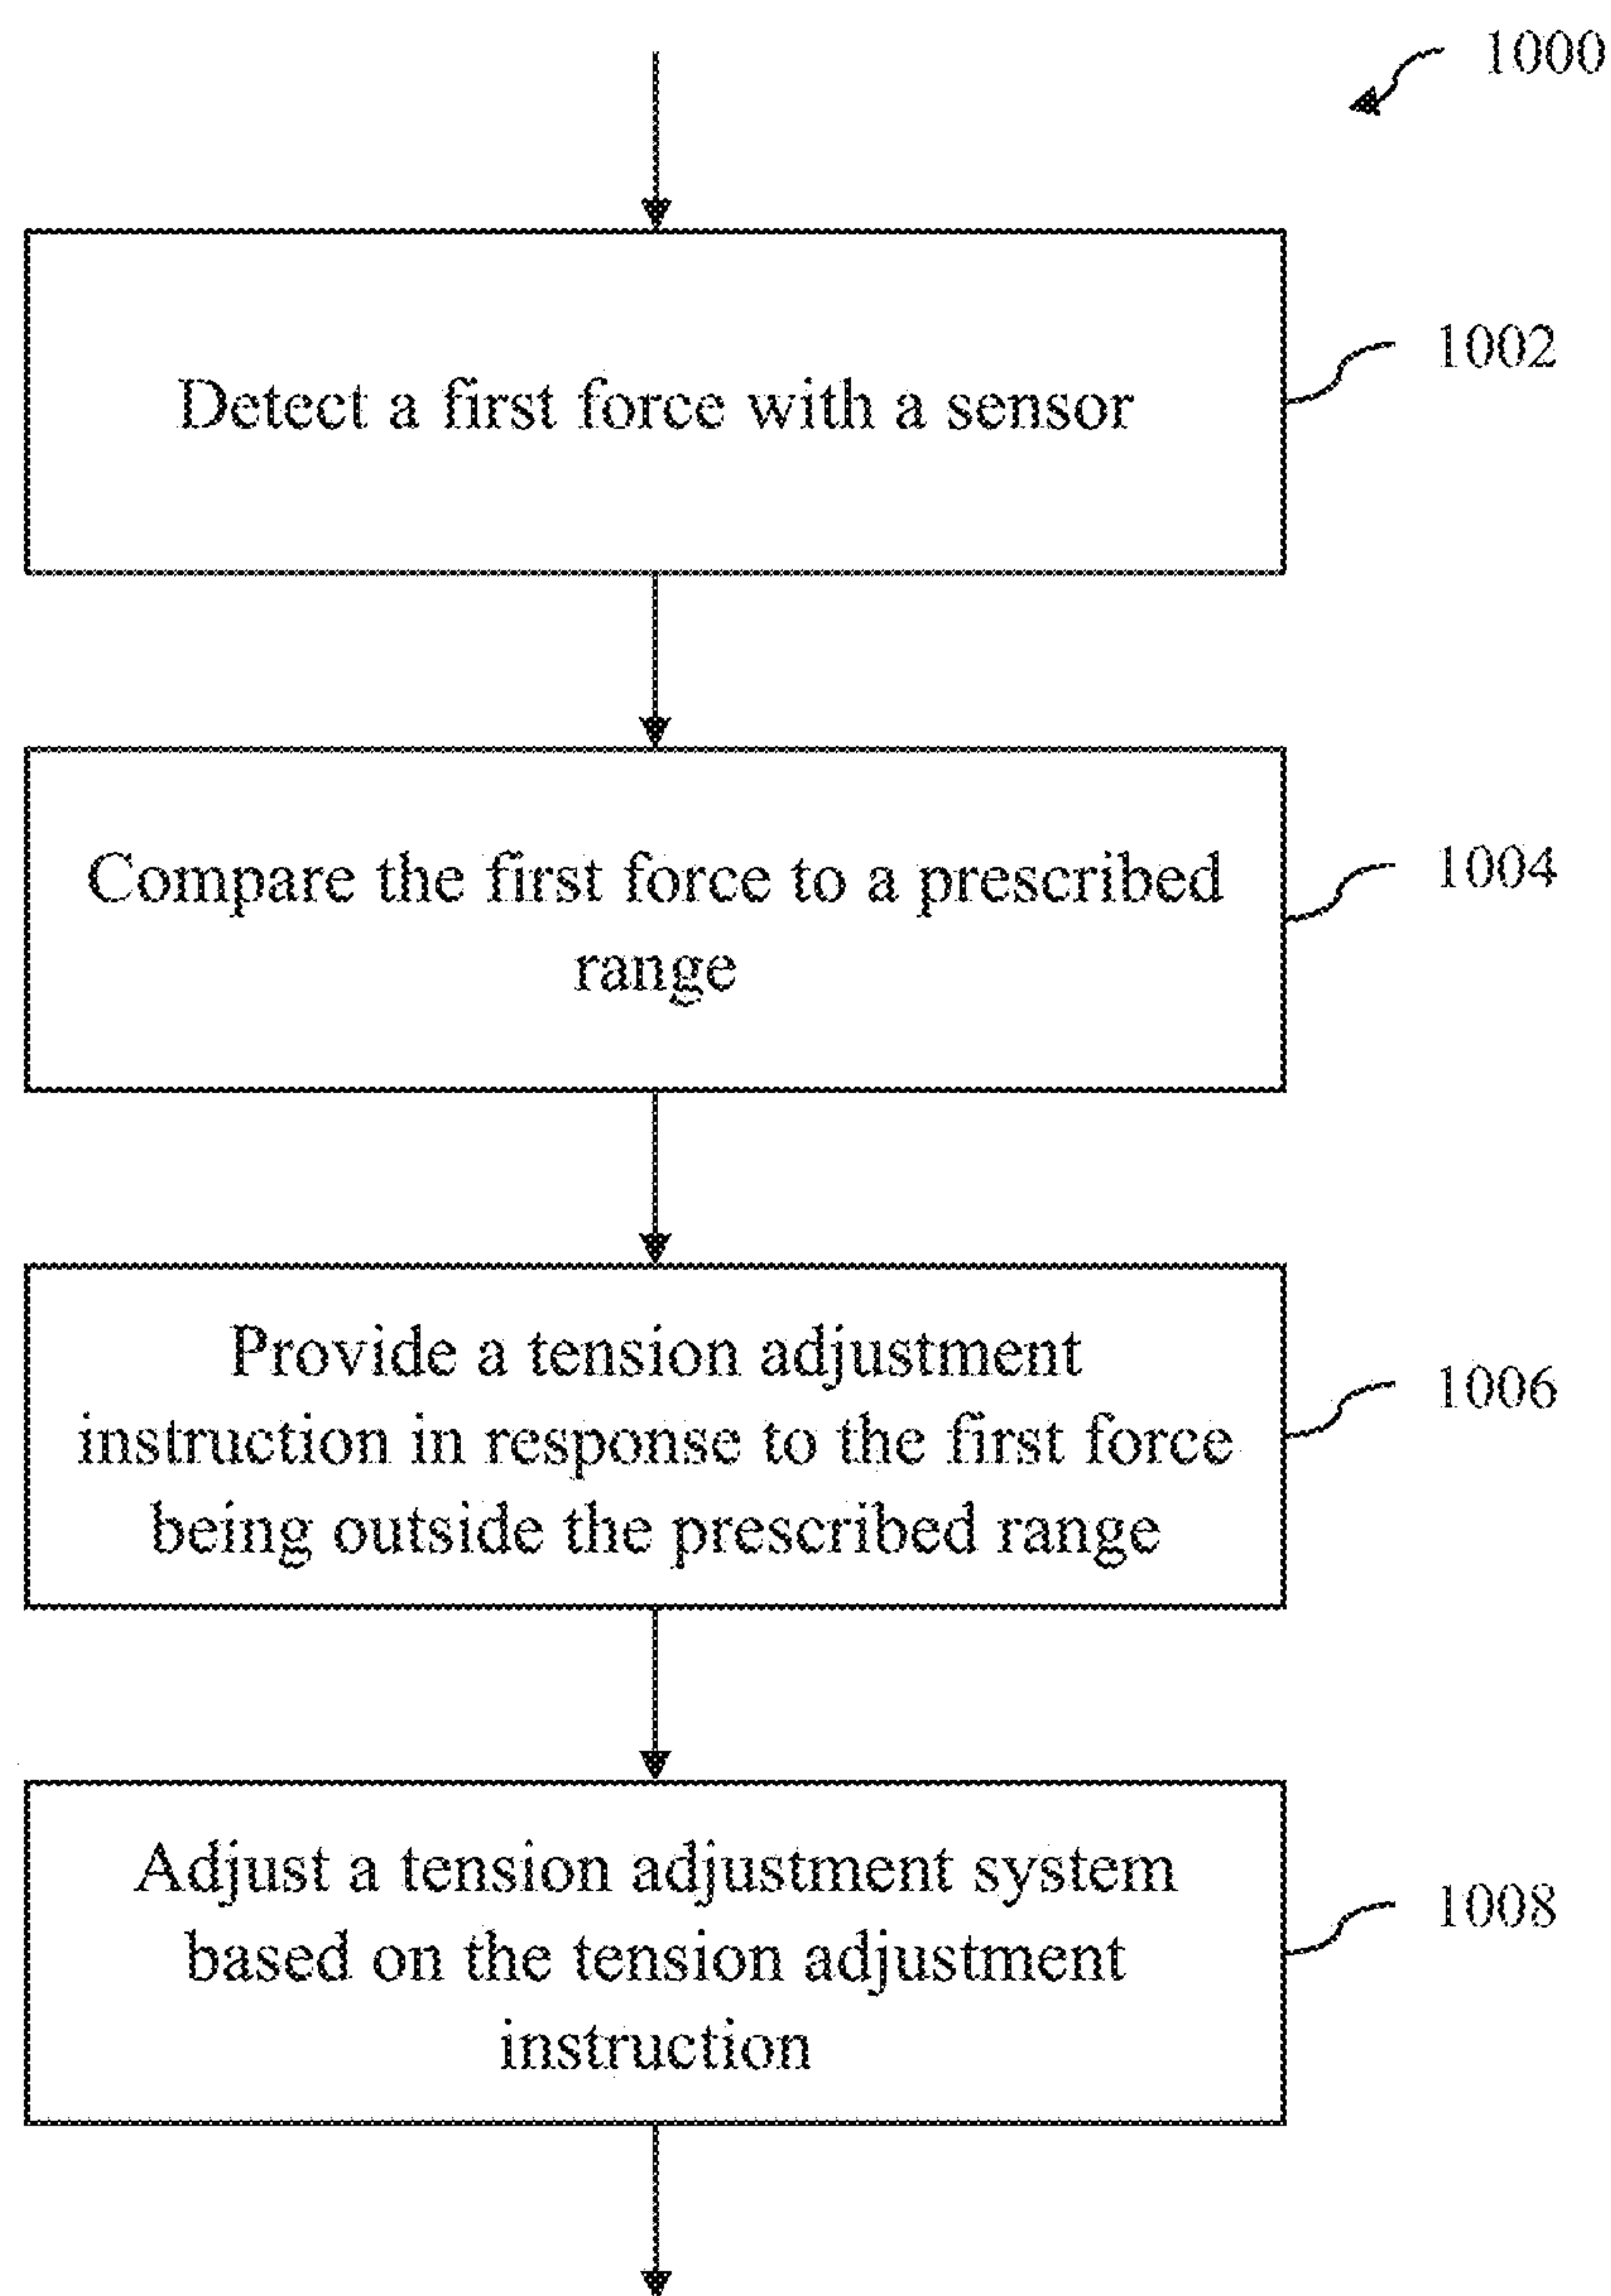 1000
Detect a first force with a sensor
1002
Compare the first force to a prescribed
range
1004
Provide a tension adjustment
instruction in response to the first force
being outside the prescribed range
1006
Adjust a tension adjustment system
based on the tension adjustment
instruction
1008